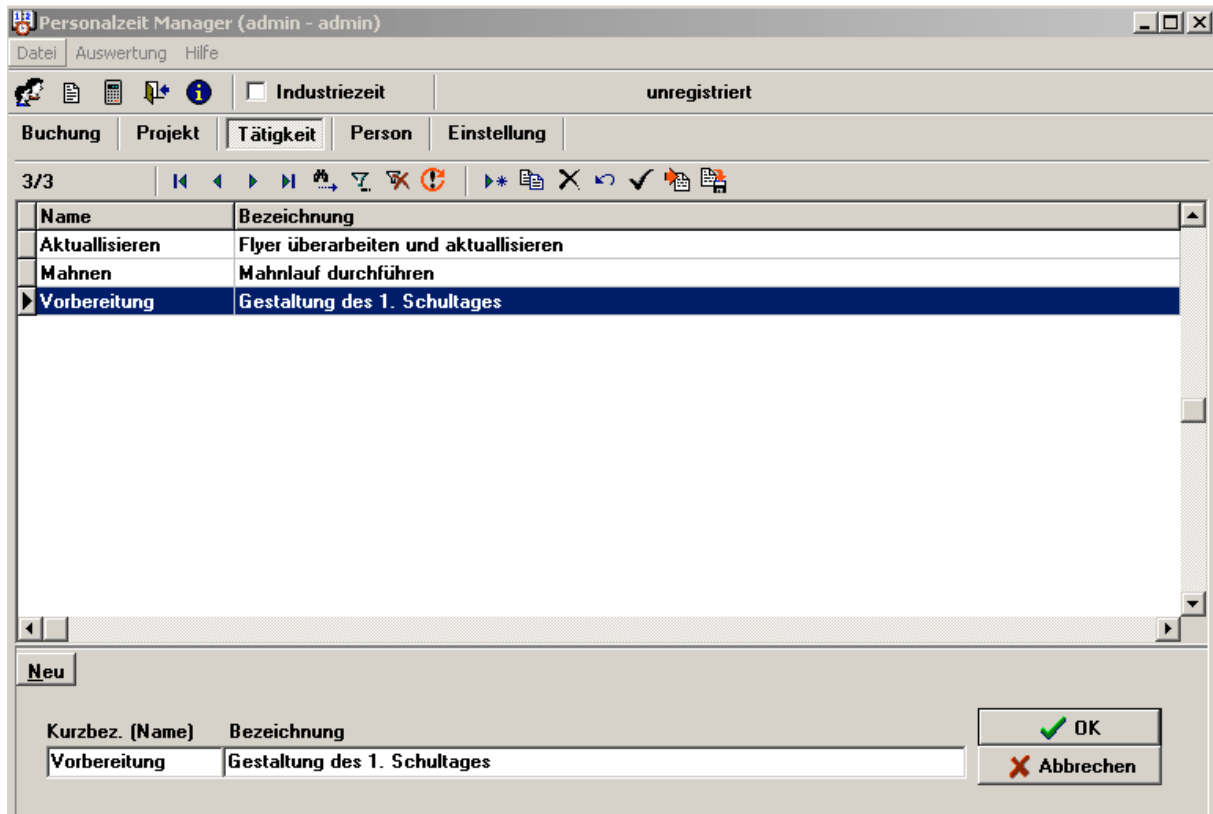 Personalzeit Manager (admin - admin)
Datei Auswertung Hilfe
Industriezeit unregistriert
Buchung Projekt Tätigkeit Person Einstellung
3/3
Name Bezeichnung
Aktuallisieren Flyer überarbeiten und aktuallisieren
Mahnen Mahnlauf durchführen
Vorbereitung Gestaltung des 1. Schultages
Neu
Kurzbez. (Name) Bezeichnung OK
Vorbereitung Gestaltung des 1. Schultages Abbrechen